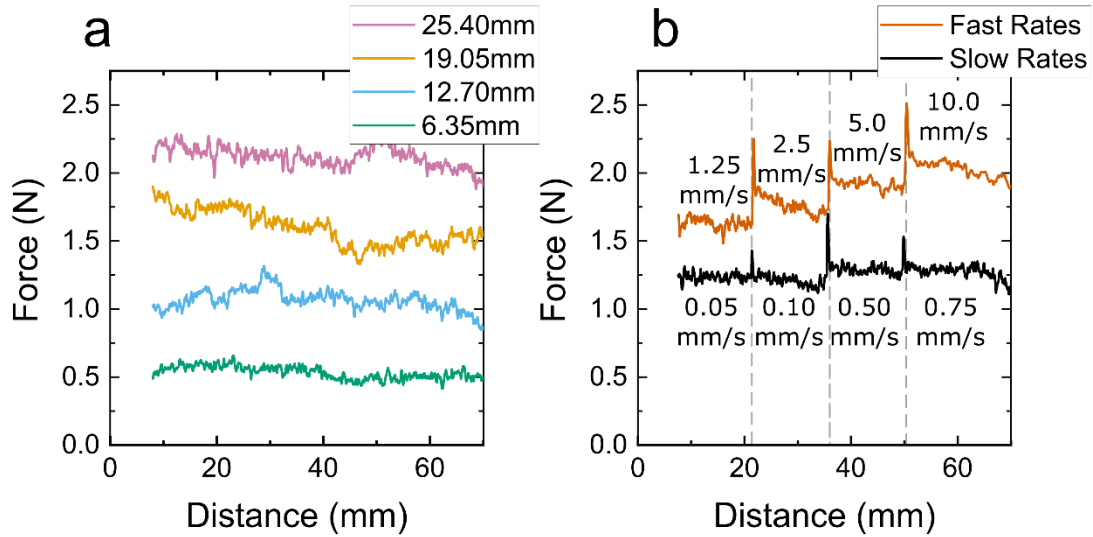 a
25.40mm
19.05mm
12.70mm
6.35mm
Force (N)
2.5
2.0
1.5
1.0
0.5
0.0
0 20 40 60
Distance (mm)
b
Fast Rates
Slow Rates
Force (N)
2.5
2.0
1.5
1.0
0.5
0.0
1.25
mm/s
2.5
mm/s
5.0
mm/s
10.0
mm/s
0.05
mm/s
0.10
mm/s
0.50
mm/s
0.75
mm/s
0 20 40 60
Distance (mm)